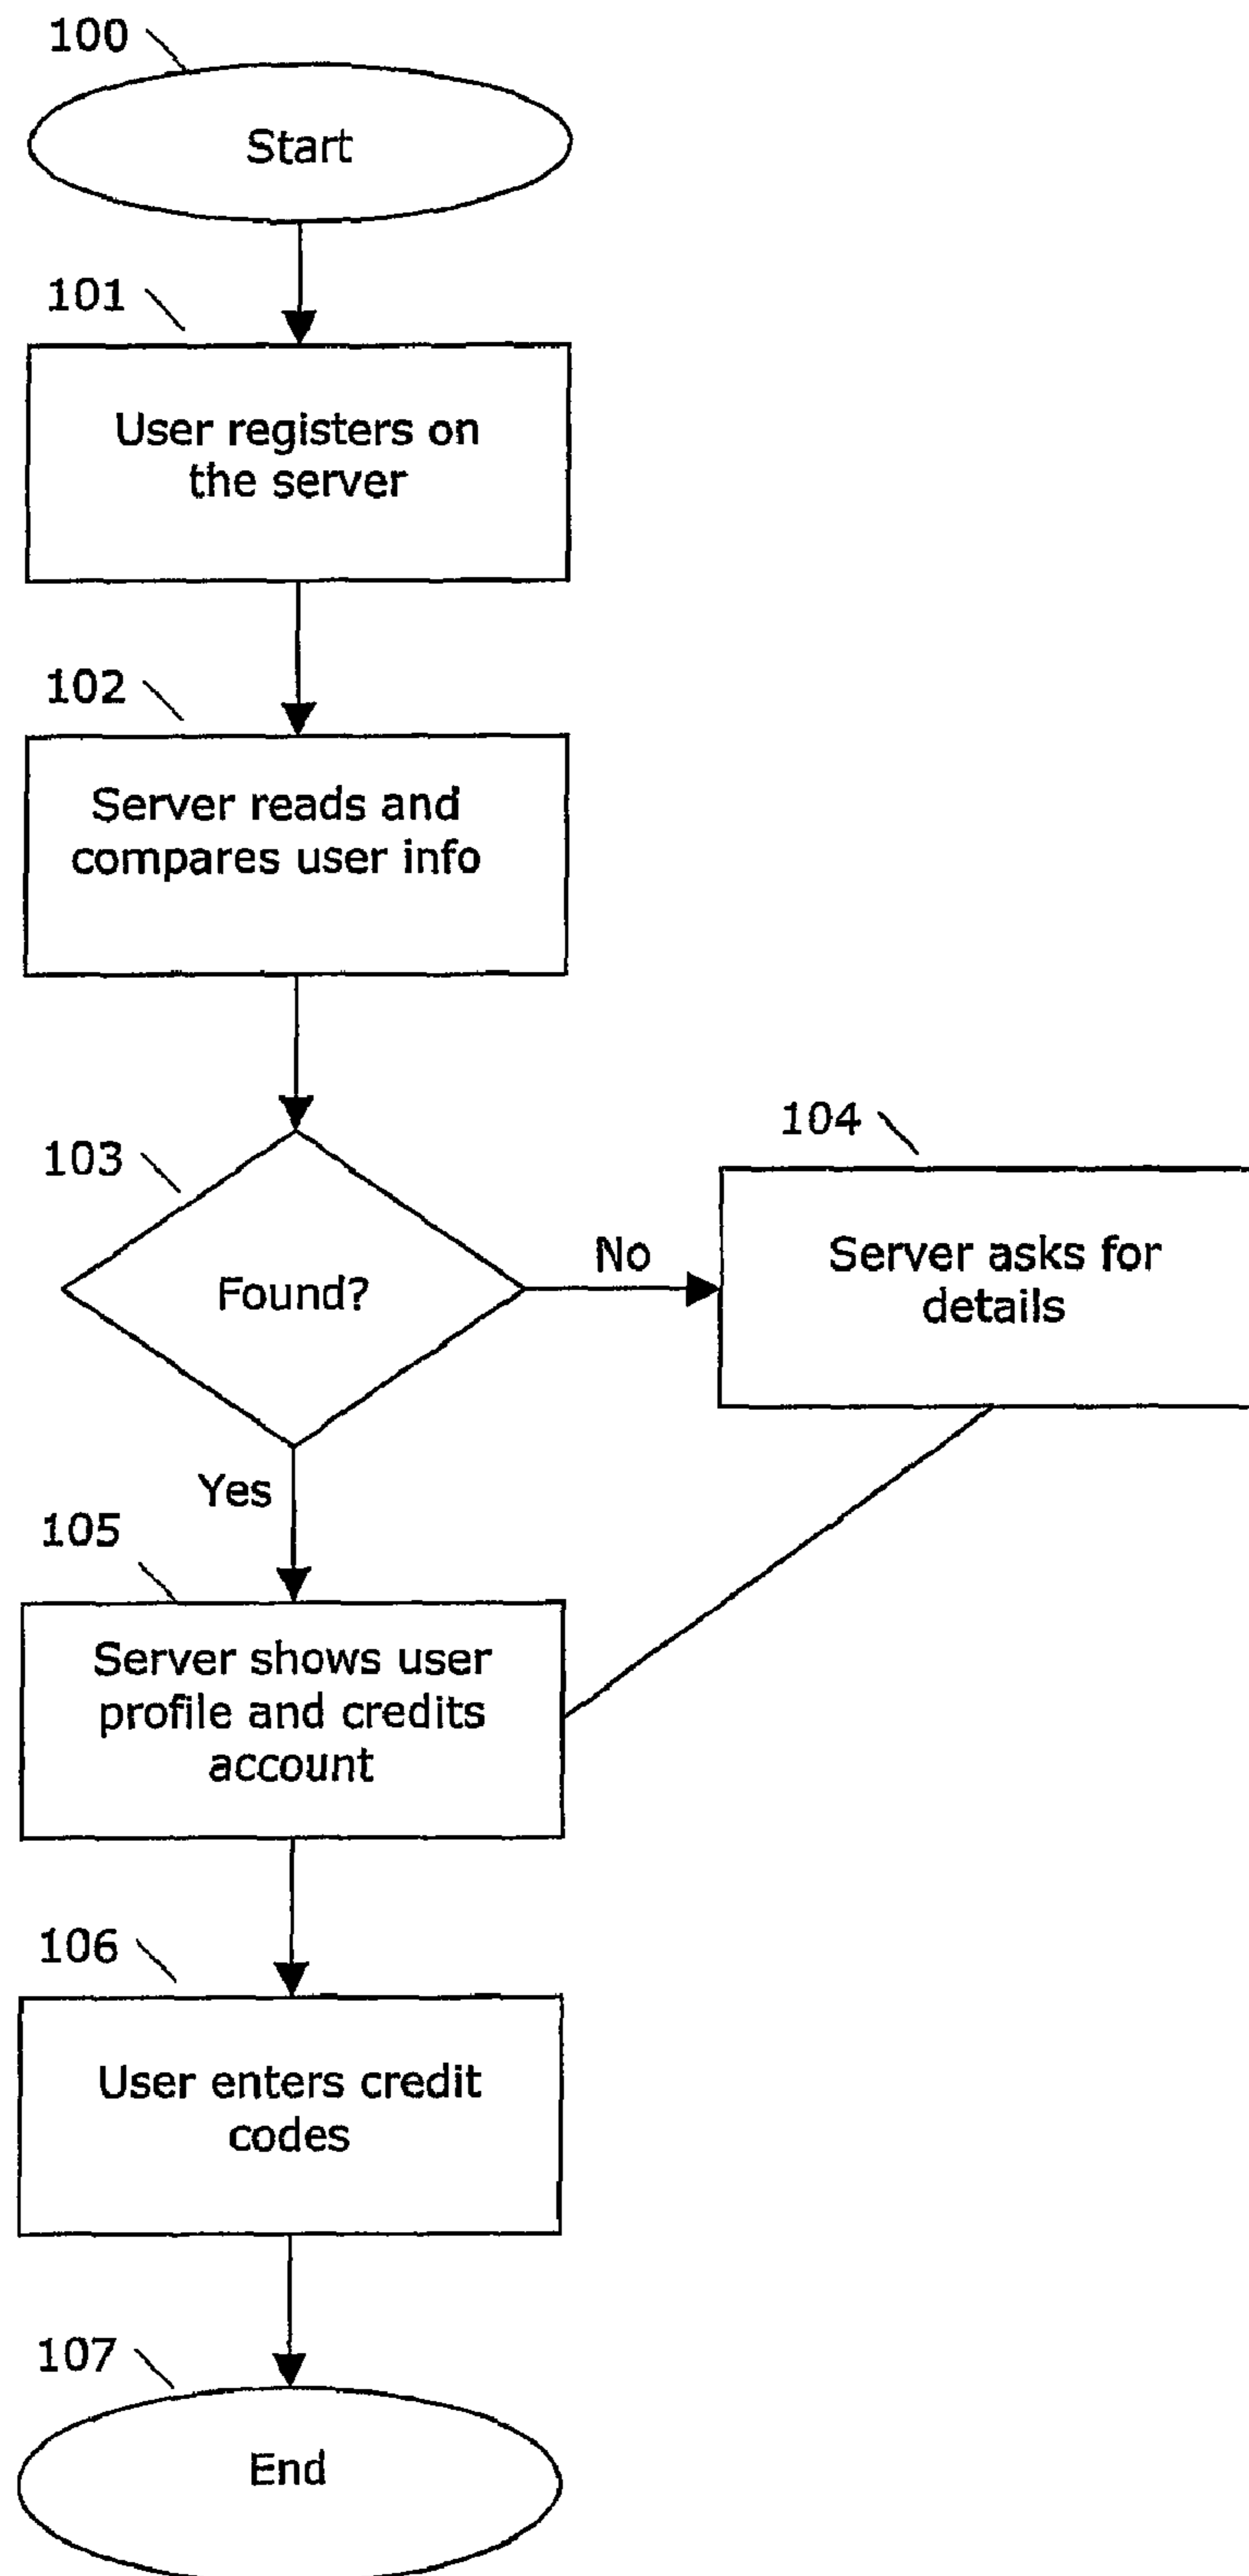 100
Start
101
User registers on
the server
102
Server reads and
compares user info
103
Found?
No
104
Server asks for
details
Yes
105
Server shows user
profile and credits
account
106
User enters credit
codes
107
End